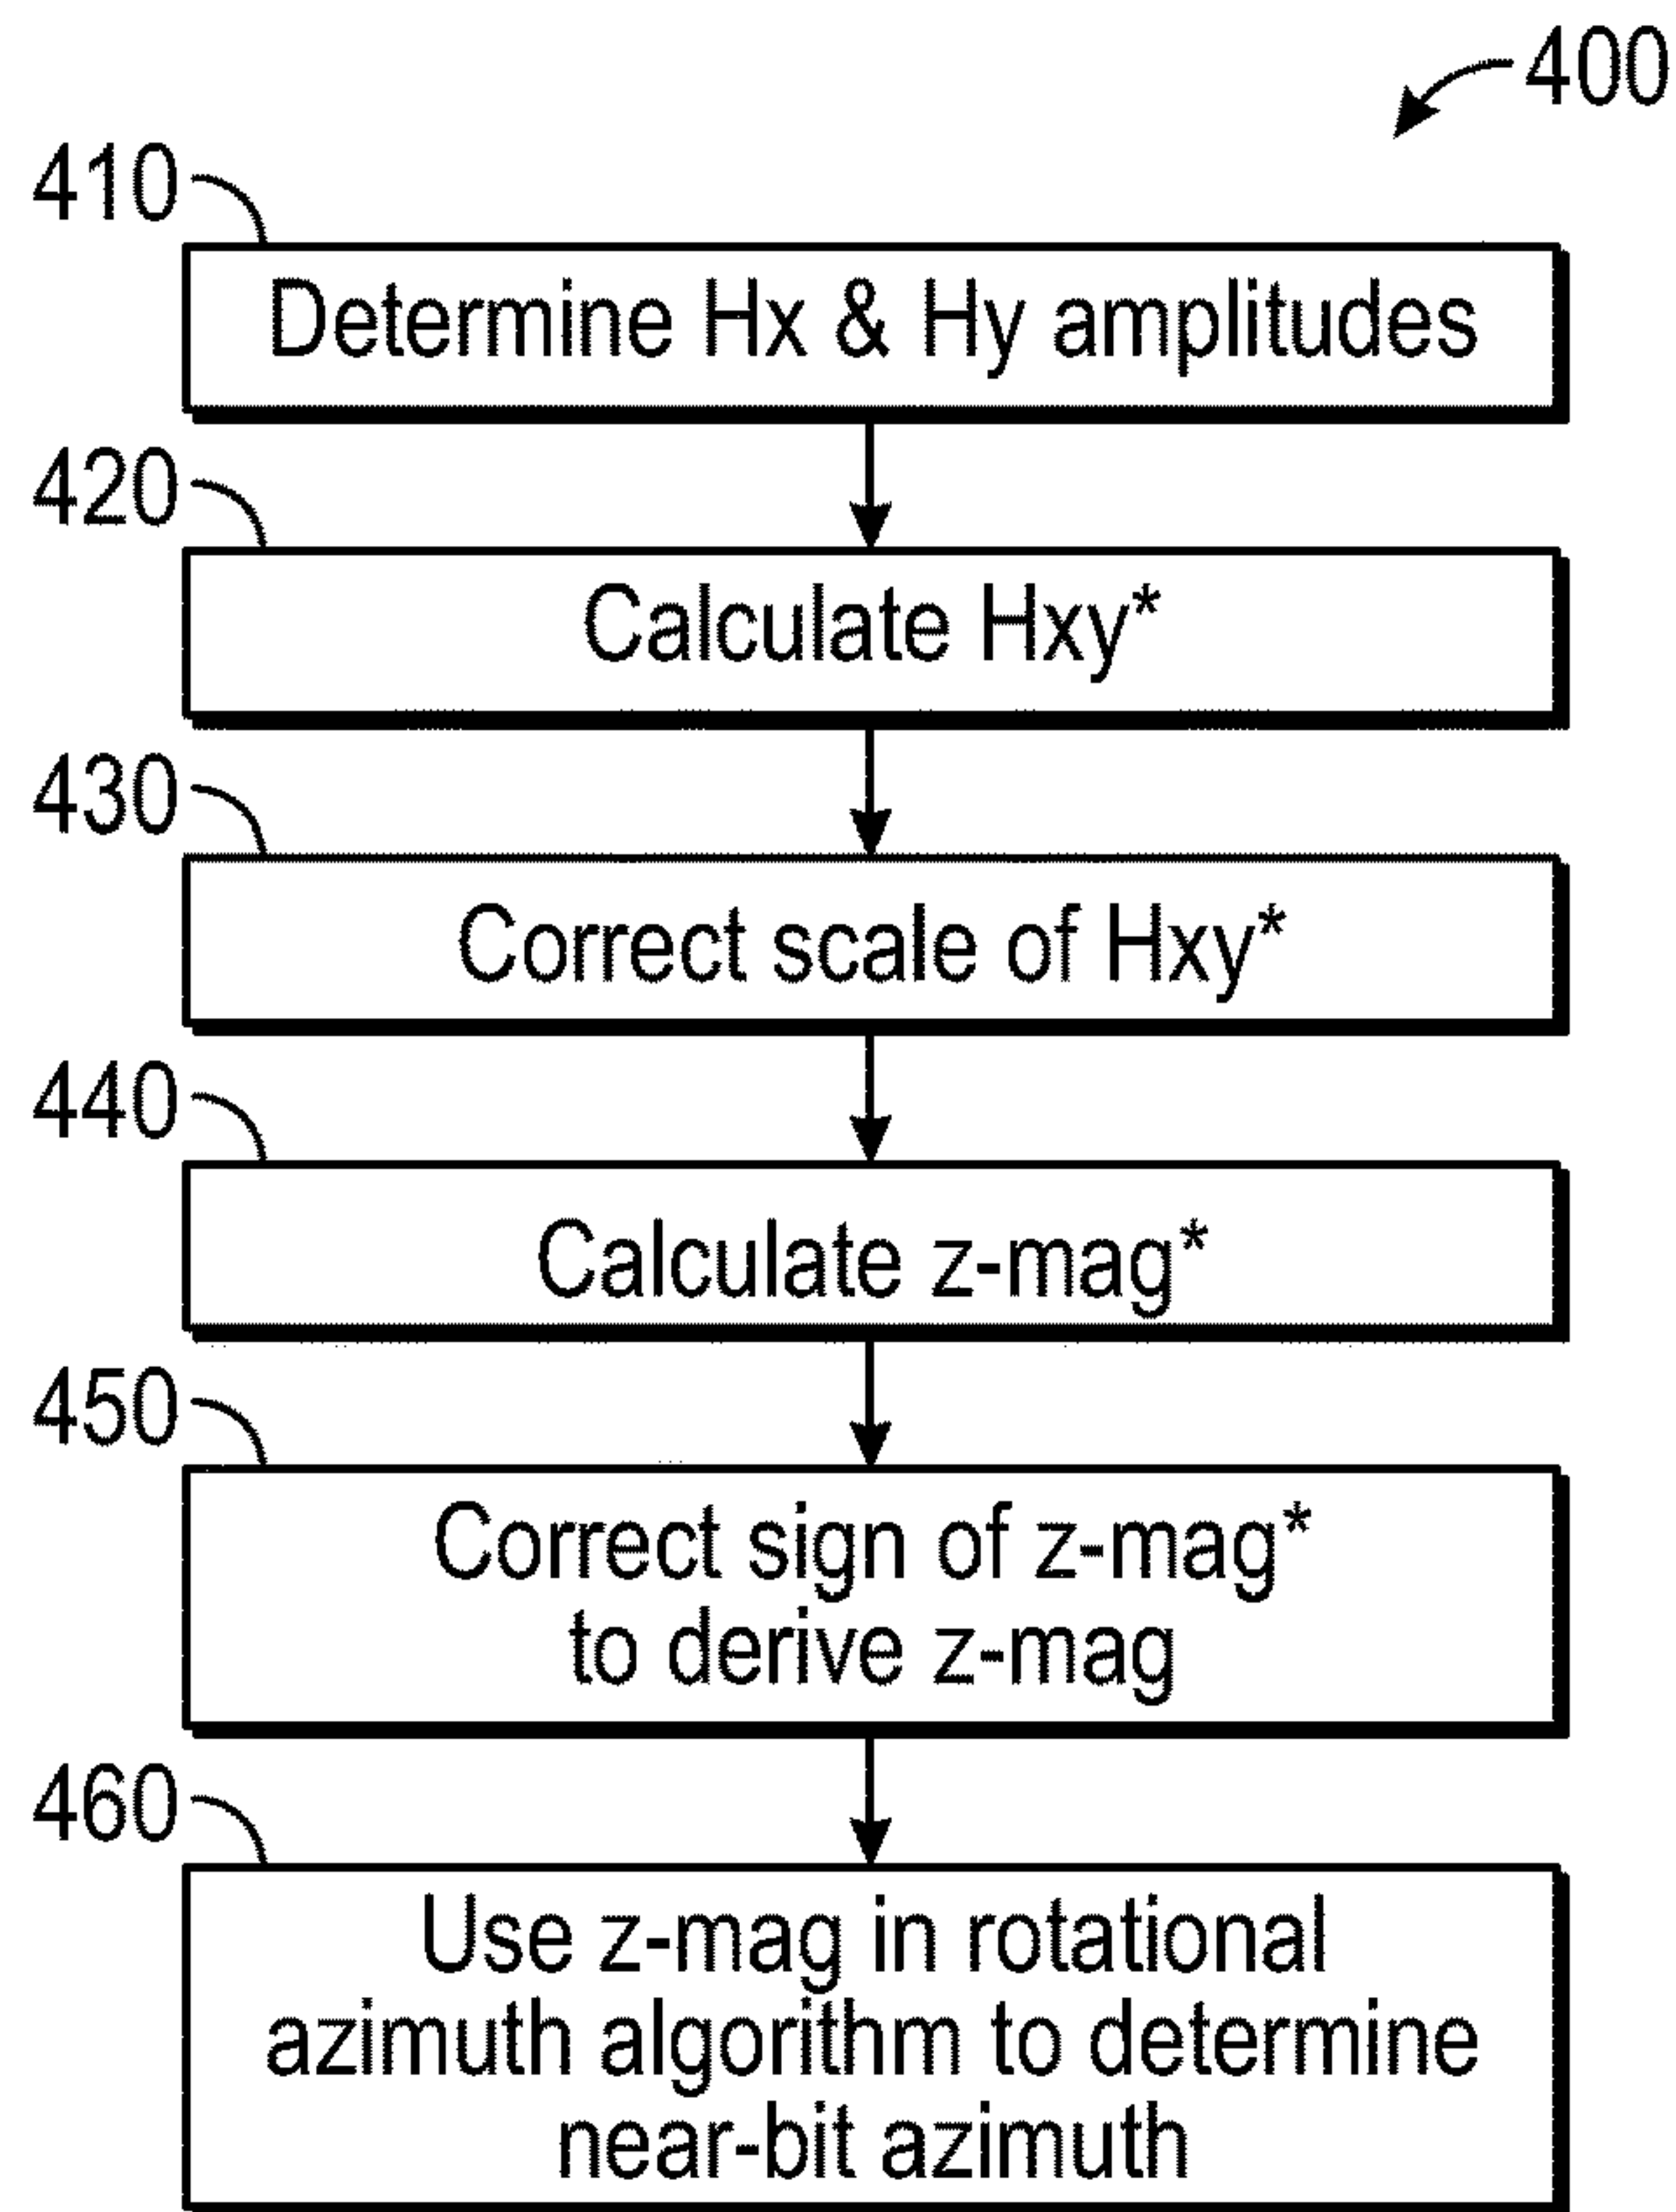 400
410
Determine Hx & Hy amplitudes
420
Calculate Hxy*
430
Correct scale of Hxy*
440
Calculate z-mag*
450
Correct sign of z-mag*
to derive z-mag
460
Use z-mag in rotational
azimuth algorithm to determine
near-bit azimuth